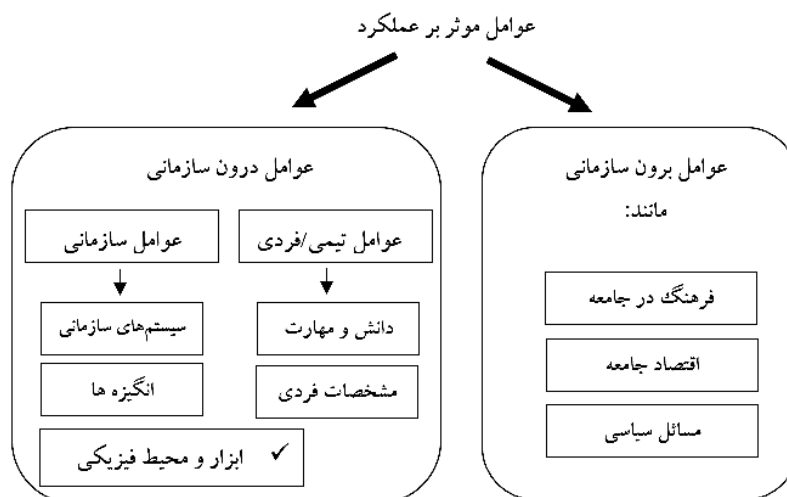 عوامل موثر بر عملکرد
عوامل برون سازمانی
مانند:
فرهنگ در جامعه
اقتصاد جامعه
مسائل سیاسی
عوامل درون سازمانی
عوامل تیمی/فردی
دانش و مهارت
مشخصات فردی
عوامل سازمانی
سیستم‌های سازمانی
انگیزه ها
✓ ابزار و محیط فیزیکی